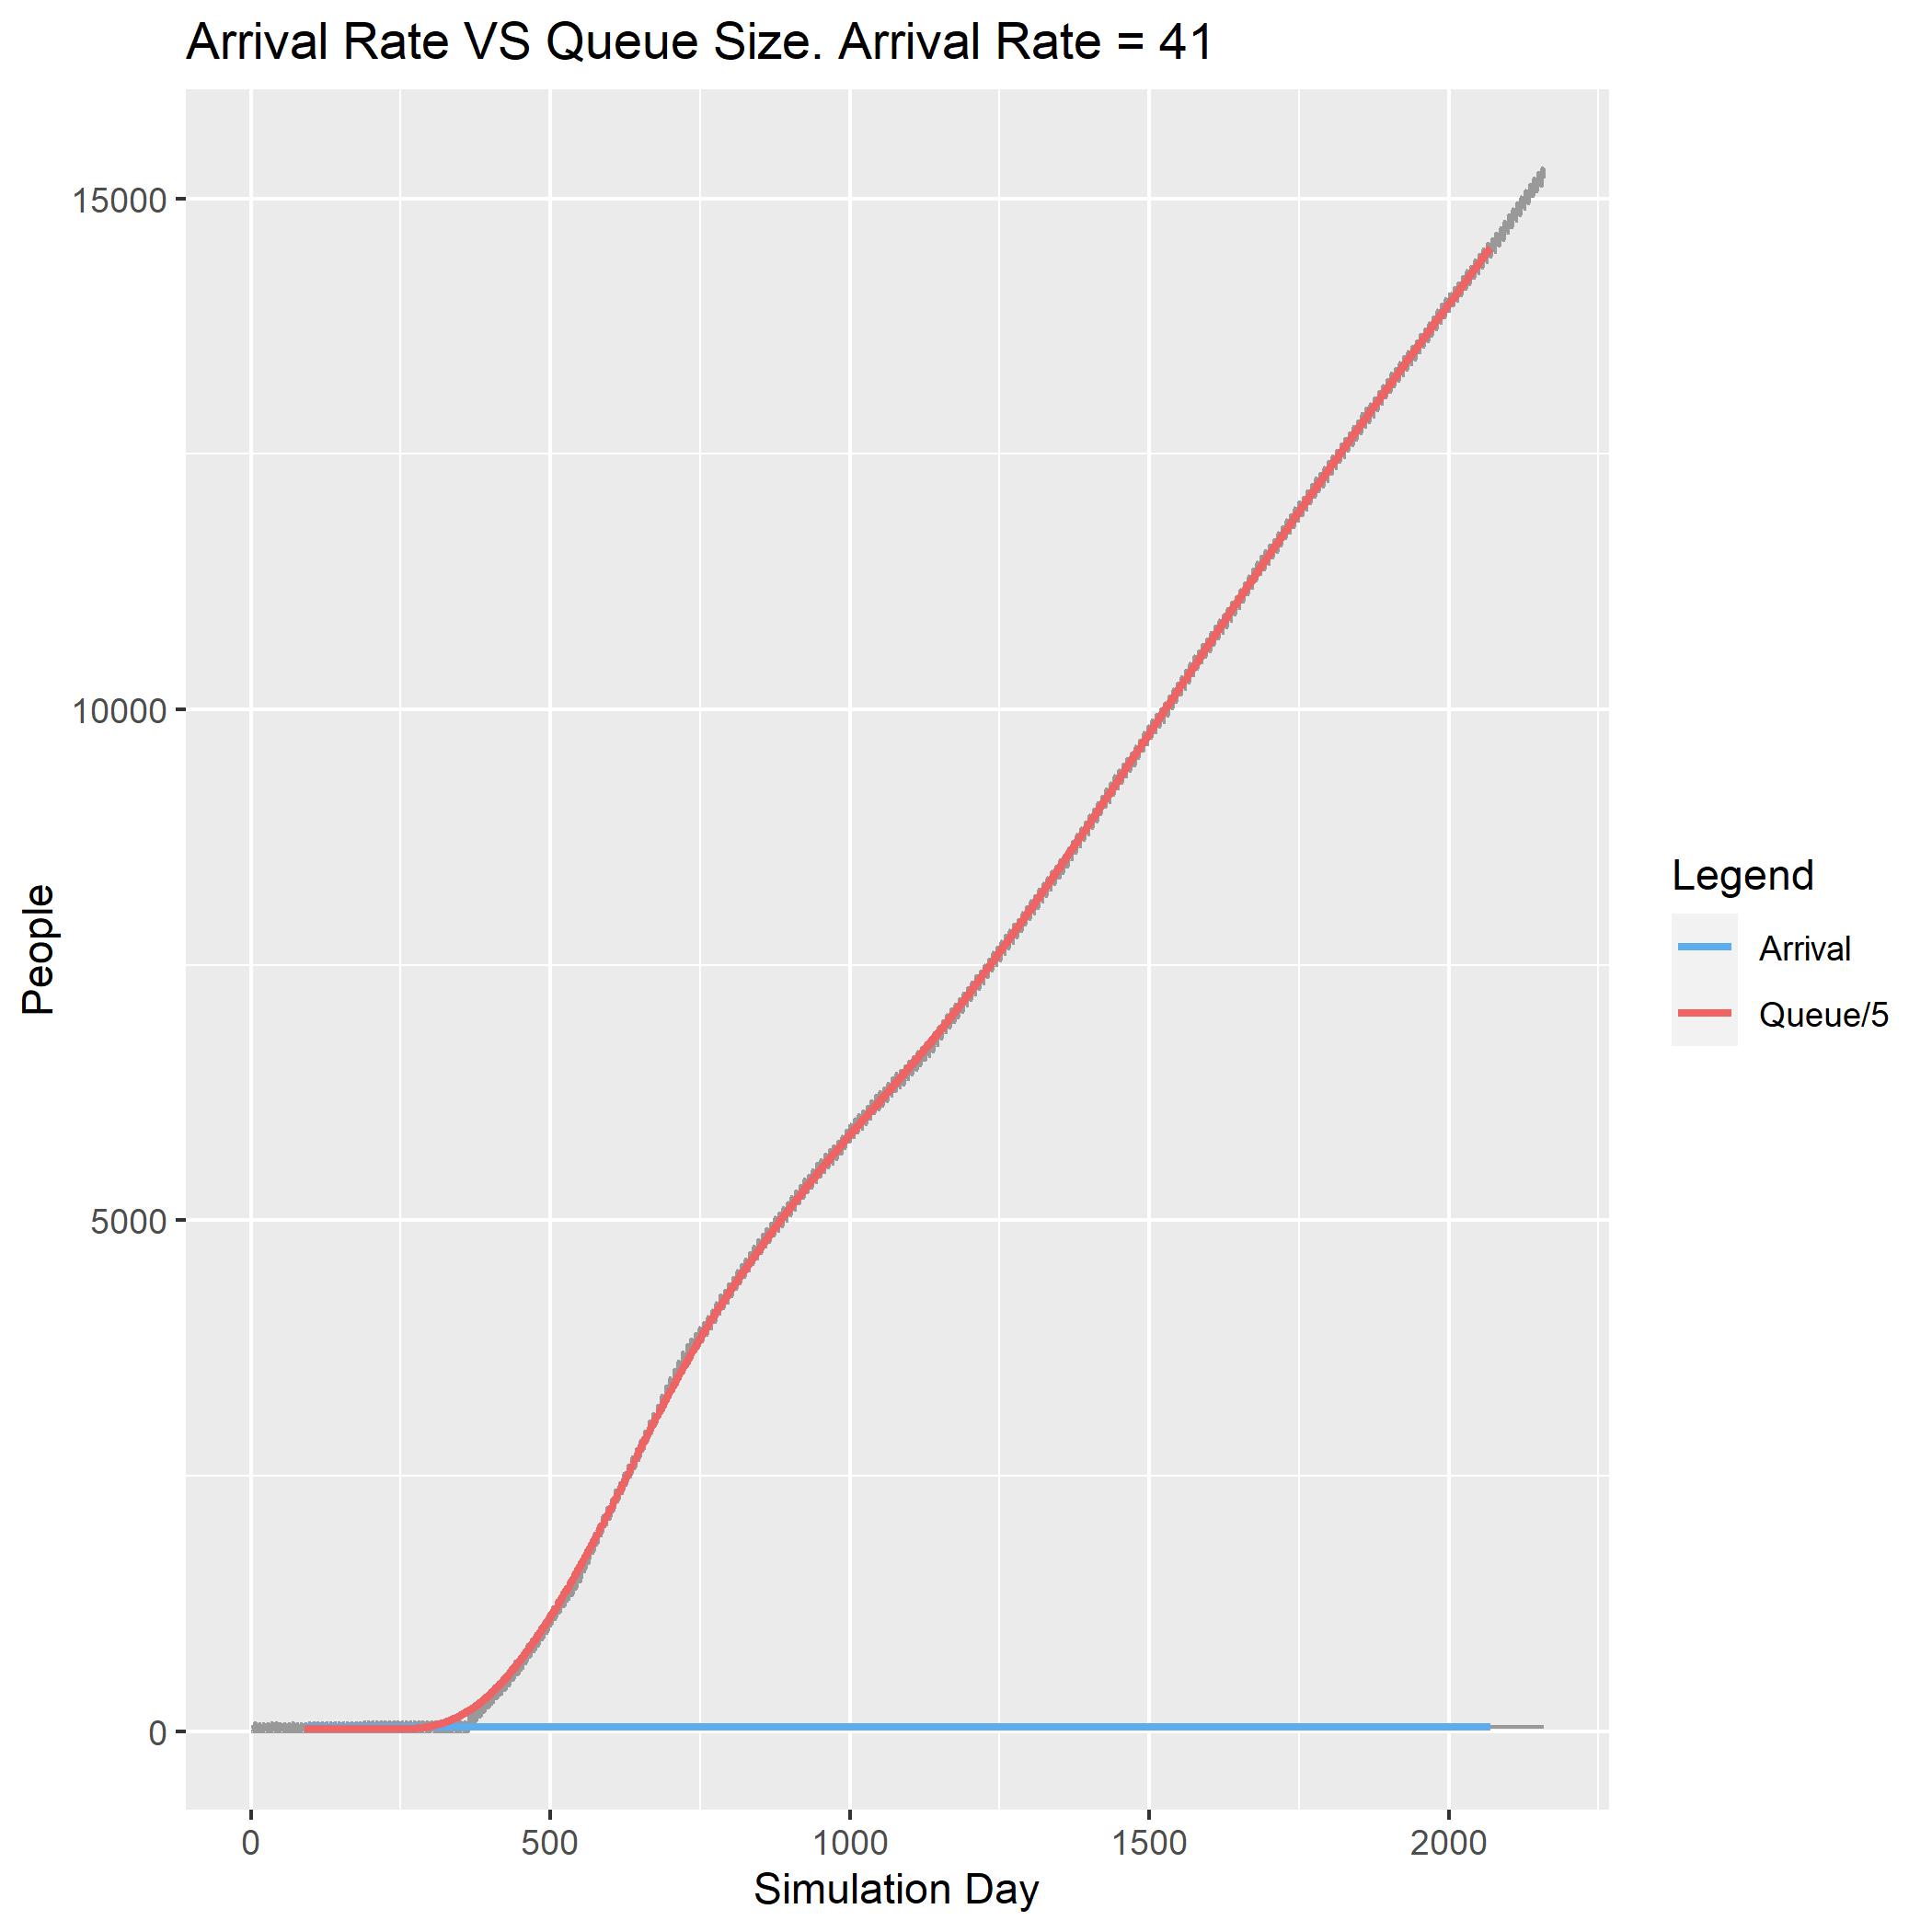 Arrival Rate VS Queue Size. Arrival Rate = 41
15000
10000
5000
0
People
0 500 1000 1500 2000
Simulation Day
Legend
Arrival
Queue/5